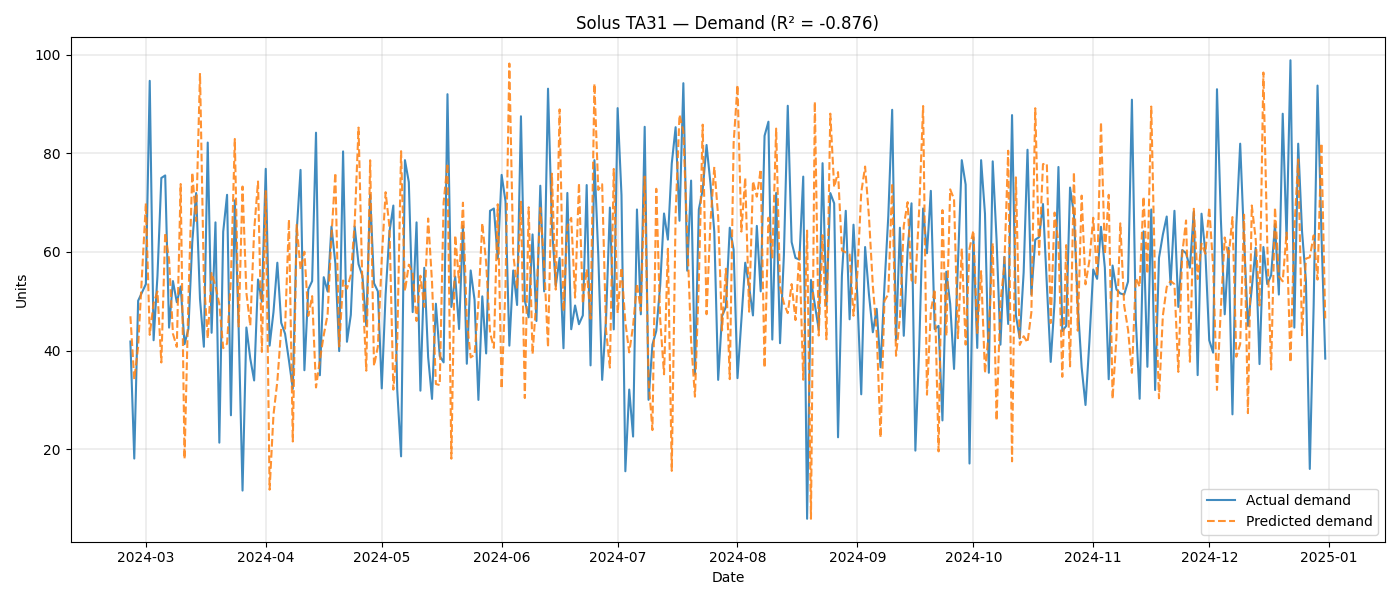 Solus TA31 — Demand (R² = -0.876)
100
80
60
40
20
Units
2024-03 2024-04 2024-05 2024-06 2024-07 2024-08 2024-09 2024-10 2024-11 2024-12 2025-01
Date
Actual demand
Predicted demand